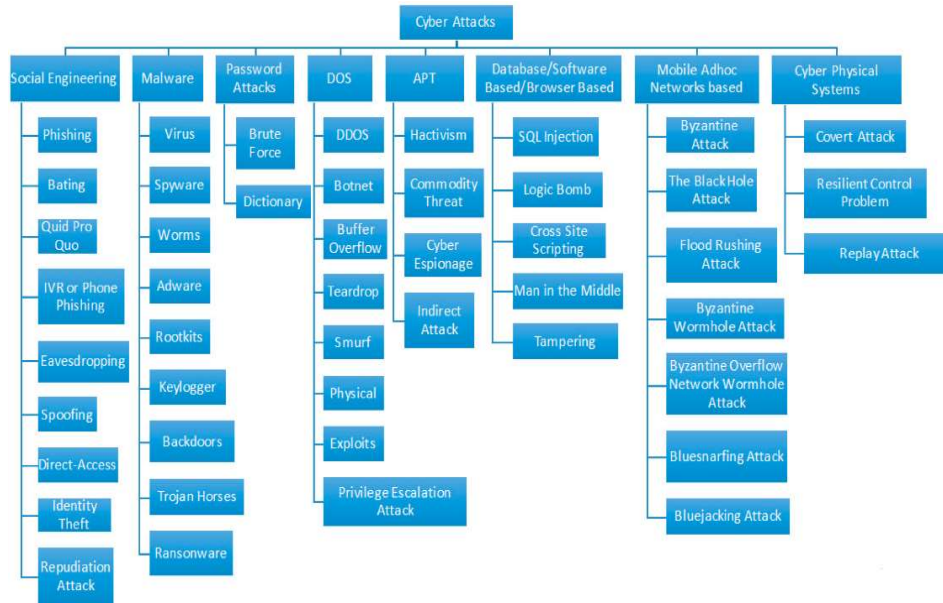 Cyber Attacks
Social Engineering
Phishing
Bating
Quid Pro
Quo
IVR or Phone
Phishing
Eavesdropping
Spoofing
Direct-Access
Identity
Theft
Repudiation
Attack
Malware
Virus
Spyware
Worms
Adware
Rootkits
Keylogger
Backdoors
Trojan Horses
Ransonware
Password
Attacks
Brute
Force
Dictionary
DOS
DDOS
Botnet
Buffer
Overflow
Teardrop
Smurf
Physical
Exploits
Privilege Escalation
Attack
APT
Hactivism
Commodity
Threat
Cyber
Espionage
Indirect
Attack
Database/Software
Based/Browser Based
SQL Injection
Logic Bomb
Cross Site
Scripting
Man in the Middle
Tampering
Mobile Adhoc
Networks based
Byzantine
Attack
The BlackHole
Attack
Flood Rushing
Attack
Byzantine
Wormhole Attack
Byzantine Overflow
Network Wormhole
Attack
Bluesnarfing Attack
Bluejacking Attack
Cyber Physical
Systems
Covert Attack
Resilient Control
Problem
Replay Attack